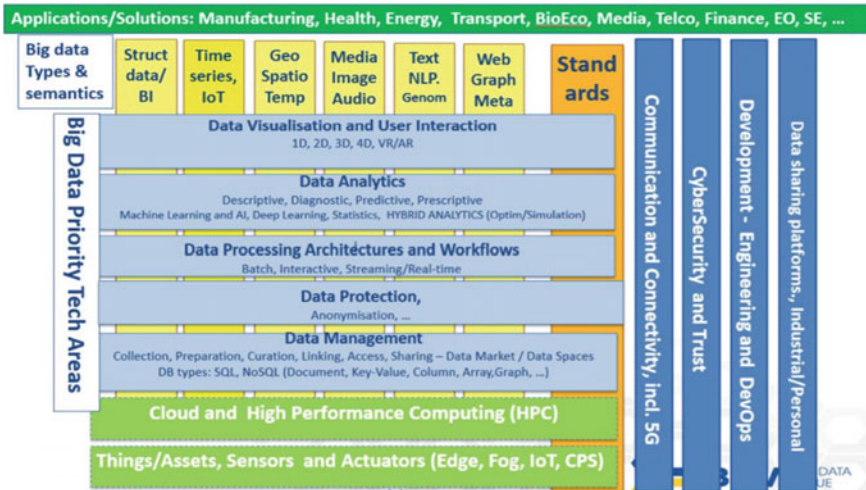 Applications/Solutions: Manufacturing, Health, Energy, Transport, BioEco, Media, Telco, Finance, EO, SE, ...
Big data
Types &
semantics
Struct
data/
BI
Time
series,
IoT
Geo
Spatio
Temp
Media
Image
Audio
Text
NLP.
Genom
Web
Graph
Meta
Stand
ards
Communication and Connectivity, incl. 5G
CyberSecurity and Trust
Development - Engineering and DevOps
Data sharing platforms,, Industrial/Personal
Big Data Priority Tech Areas
Data Visualisation and User Interaction
1D, 2D, 3D, 4D, VR/AR
Data Analytics
Descriptive, Diagnostic, Predictive, Prescriptive
Machine Learning and AI, Deep Learning, Statistics, HYBRID ANALYTICS (Optim/Simulation)
Data Processing Architectures and Workflows
Batch, Interactive, Streaming/Real-time
Data Protection,
Anonymisation, ...
Data Management
Collection, Preparation, Curation, Linking, Access, Sharing – Data Market / Data Spaces
DB types: SQL, NoSQL (Document, Key-Value, Column, Array,Graph, ...)
Cloud and High Performance Computing (HPC)
Things/Assets, Sensors and Actuators (Edge, Fog, IoT, CPS)
DATA
UE